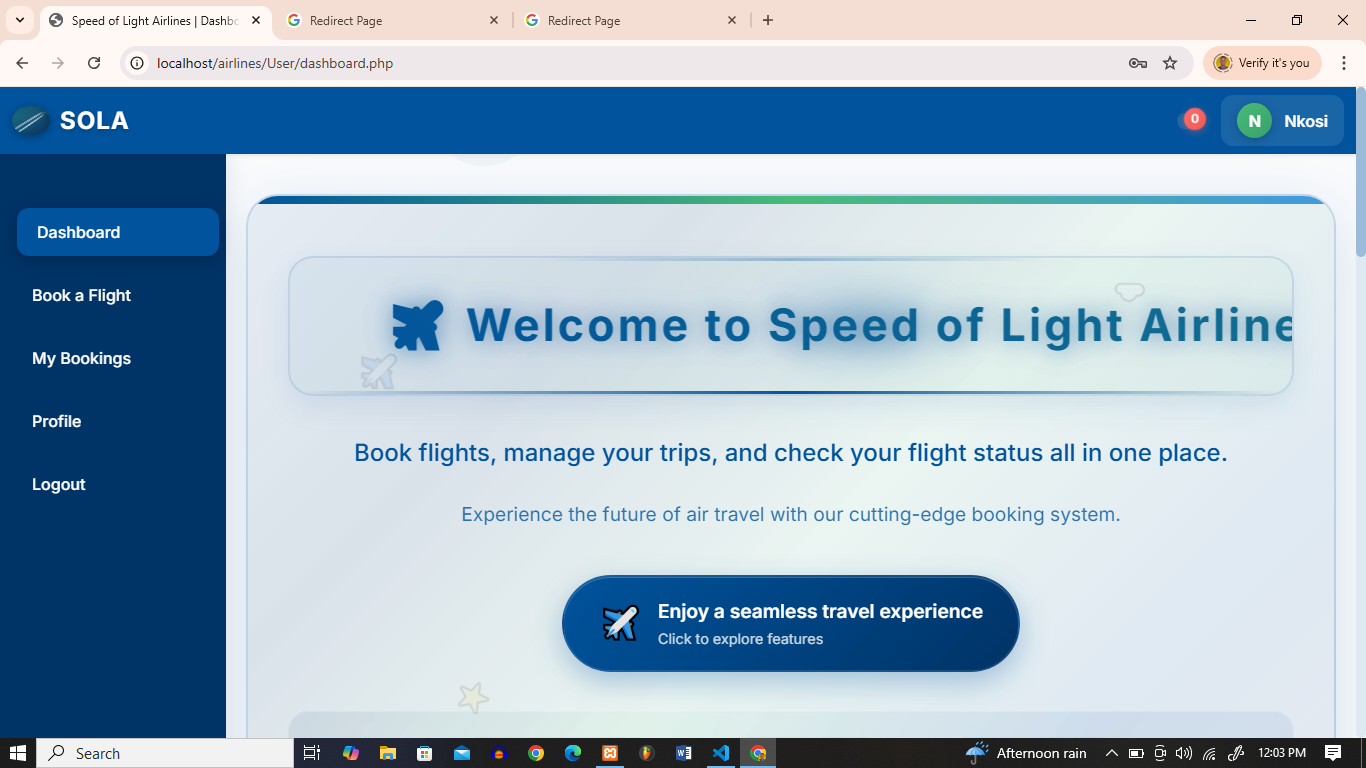 Speed of Light Airlines | Dashbo
Redirect Page
Redirect Page
localhost/airlines/User/dashboard.php
Verify it's you
SOLA
0
N
Nkosi
Dashboard
Book a Flight
My Bookings
Profile
Logout
Welcome to Speed of Light Airline
Book flights, manage your trips, and check your flight status all in one place.
Experience the future of air travel with our cutting-edge booking system.
Enjoy a seamless travel experience
Click to explore features
Search
Afternoon rain
12:03 PM